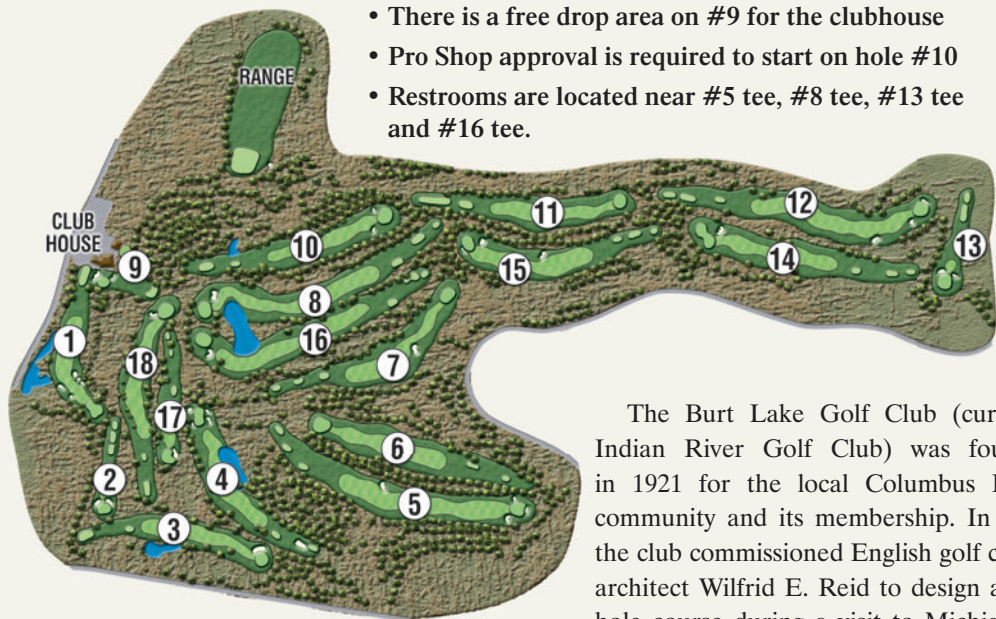 • There is a free drop area on #9 for the clubhouse
• Pro Shop approval is required to start on hole #10
• Restrooms are located near #5 tee, #8 tee, #13 tee
and #16 tee.
RANGE
CLUB
HOUSE
9
10
11
12
13
14
15
8
16
7
1
18
17
2
3
4
6
5
The Burt Lake Golf Club (cur
Indian River Golf Club) was fou
in 1921 for the local Columbus
community and its membership. In
the club commissioned English golf c
architect Wilfrid E. Reid to design a
hole course during a visit to Michi